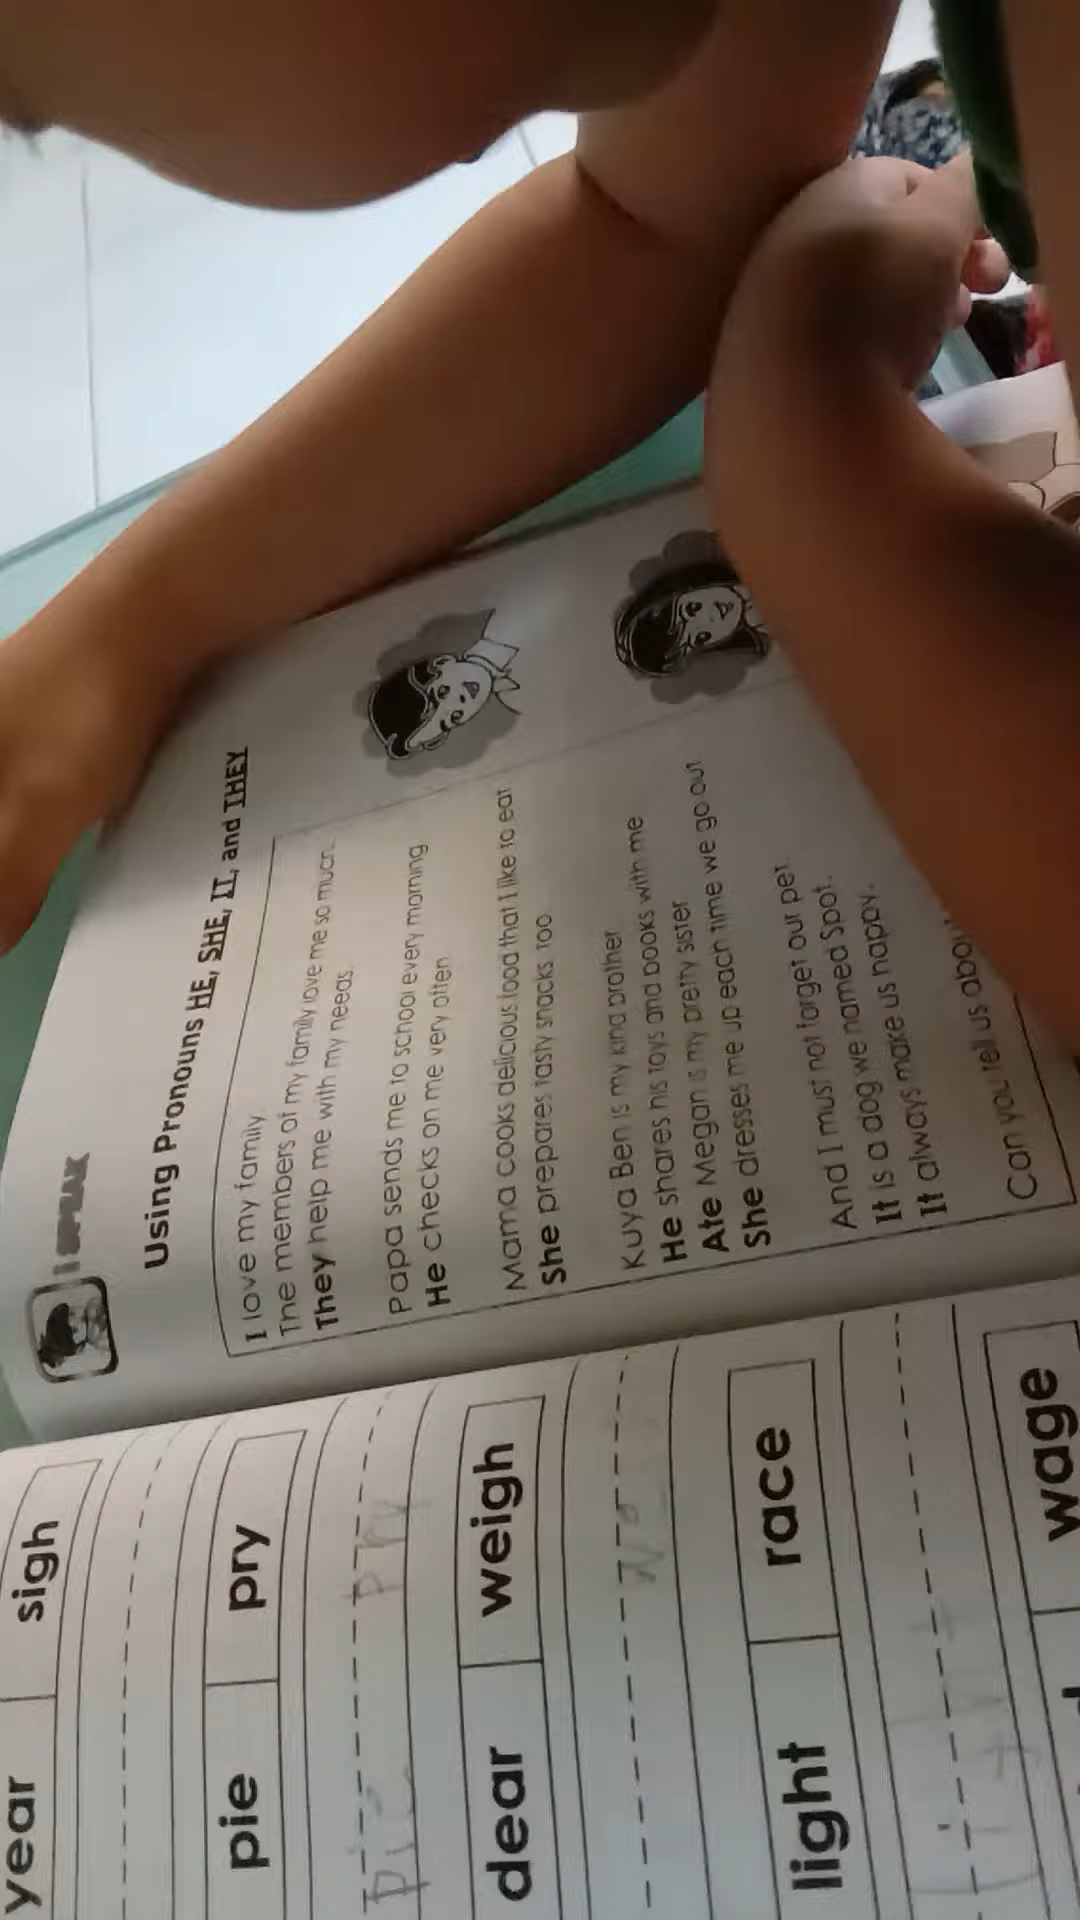 I SPEAK
Using Pronouns HE, SHE, IT, and THEY
I love my family.
The members of my family love me so much.
They help me with my needs.
Papa sends me to school every morning
He checks on me very often
Mama cooks delicious food that I like to eat
She prepares tasty snacks too
Kuya Ben is my kind brother
He shares his toys and books with me
Ate Megan is my pretty sister
She dresses me up each time we go out
And I must not forget our pet.
It is a dog we named Spot.
It always make us happy.
Can you tell us about
year sigh
pie pry
pie pry
dear weigh
light race
wage